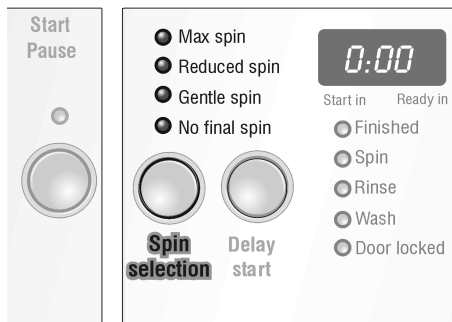 Start
Pause
Max spin
Reduced spin
Gentle spin
No final spin
Spin
selection
Delay
start
0:00
Start in Ready in
Finished
Spin
Rinse
Wash
Door locked